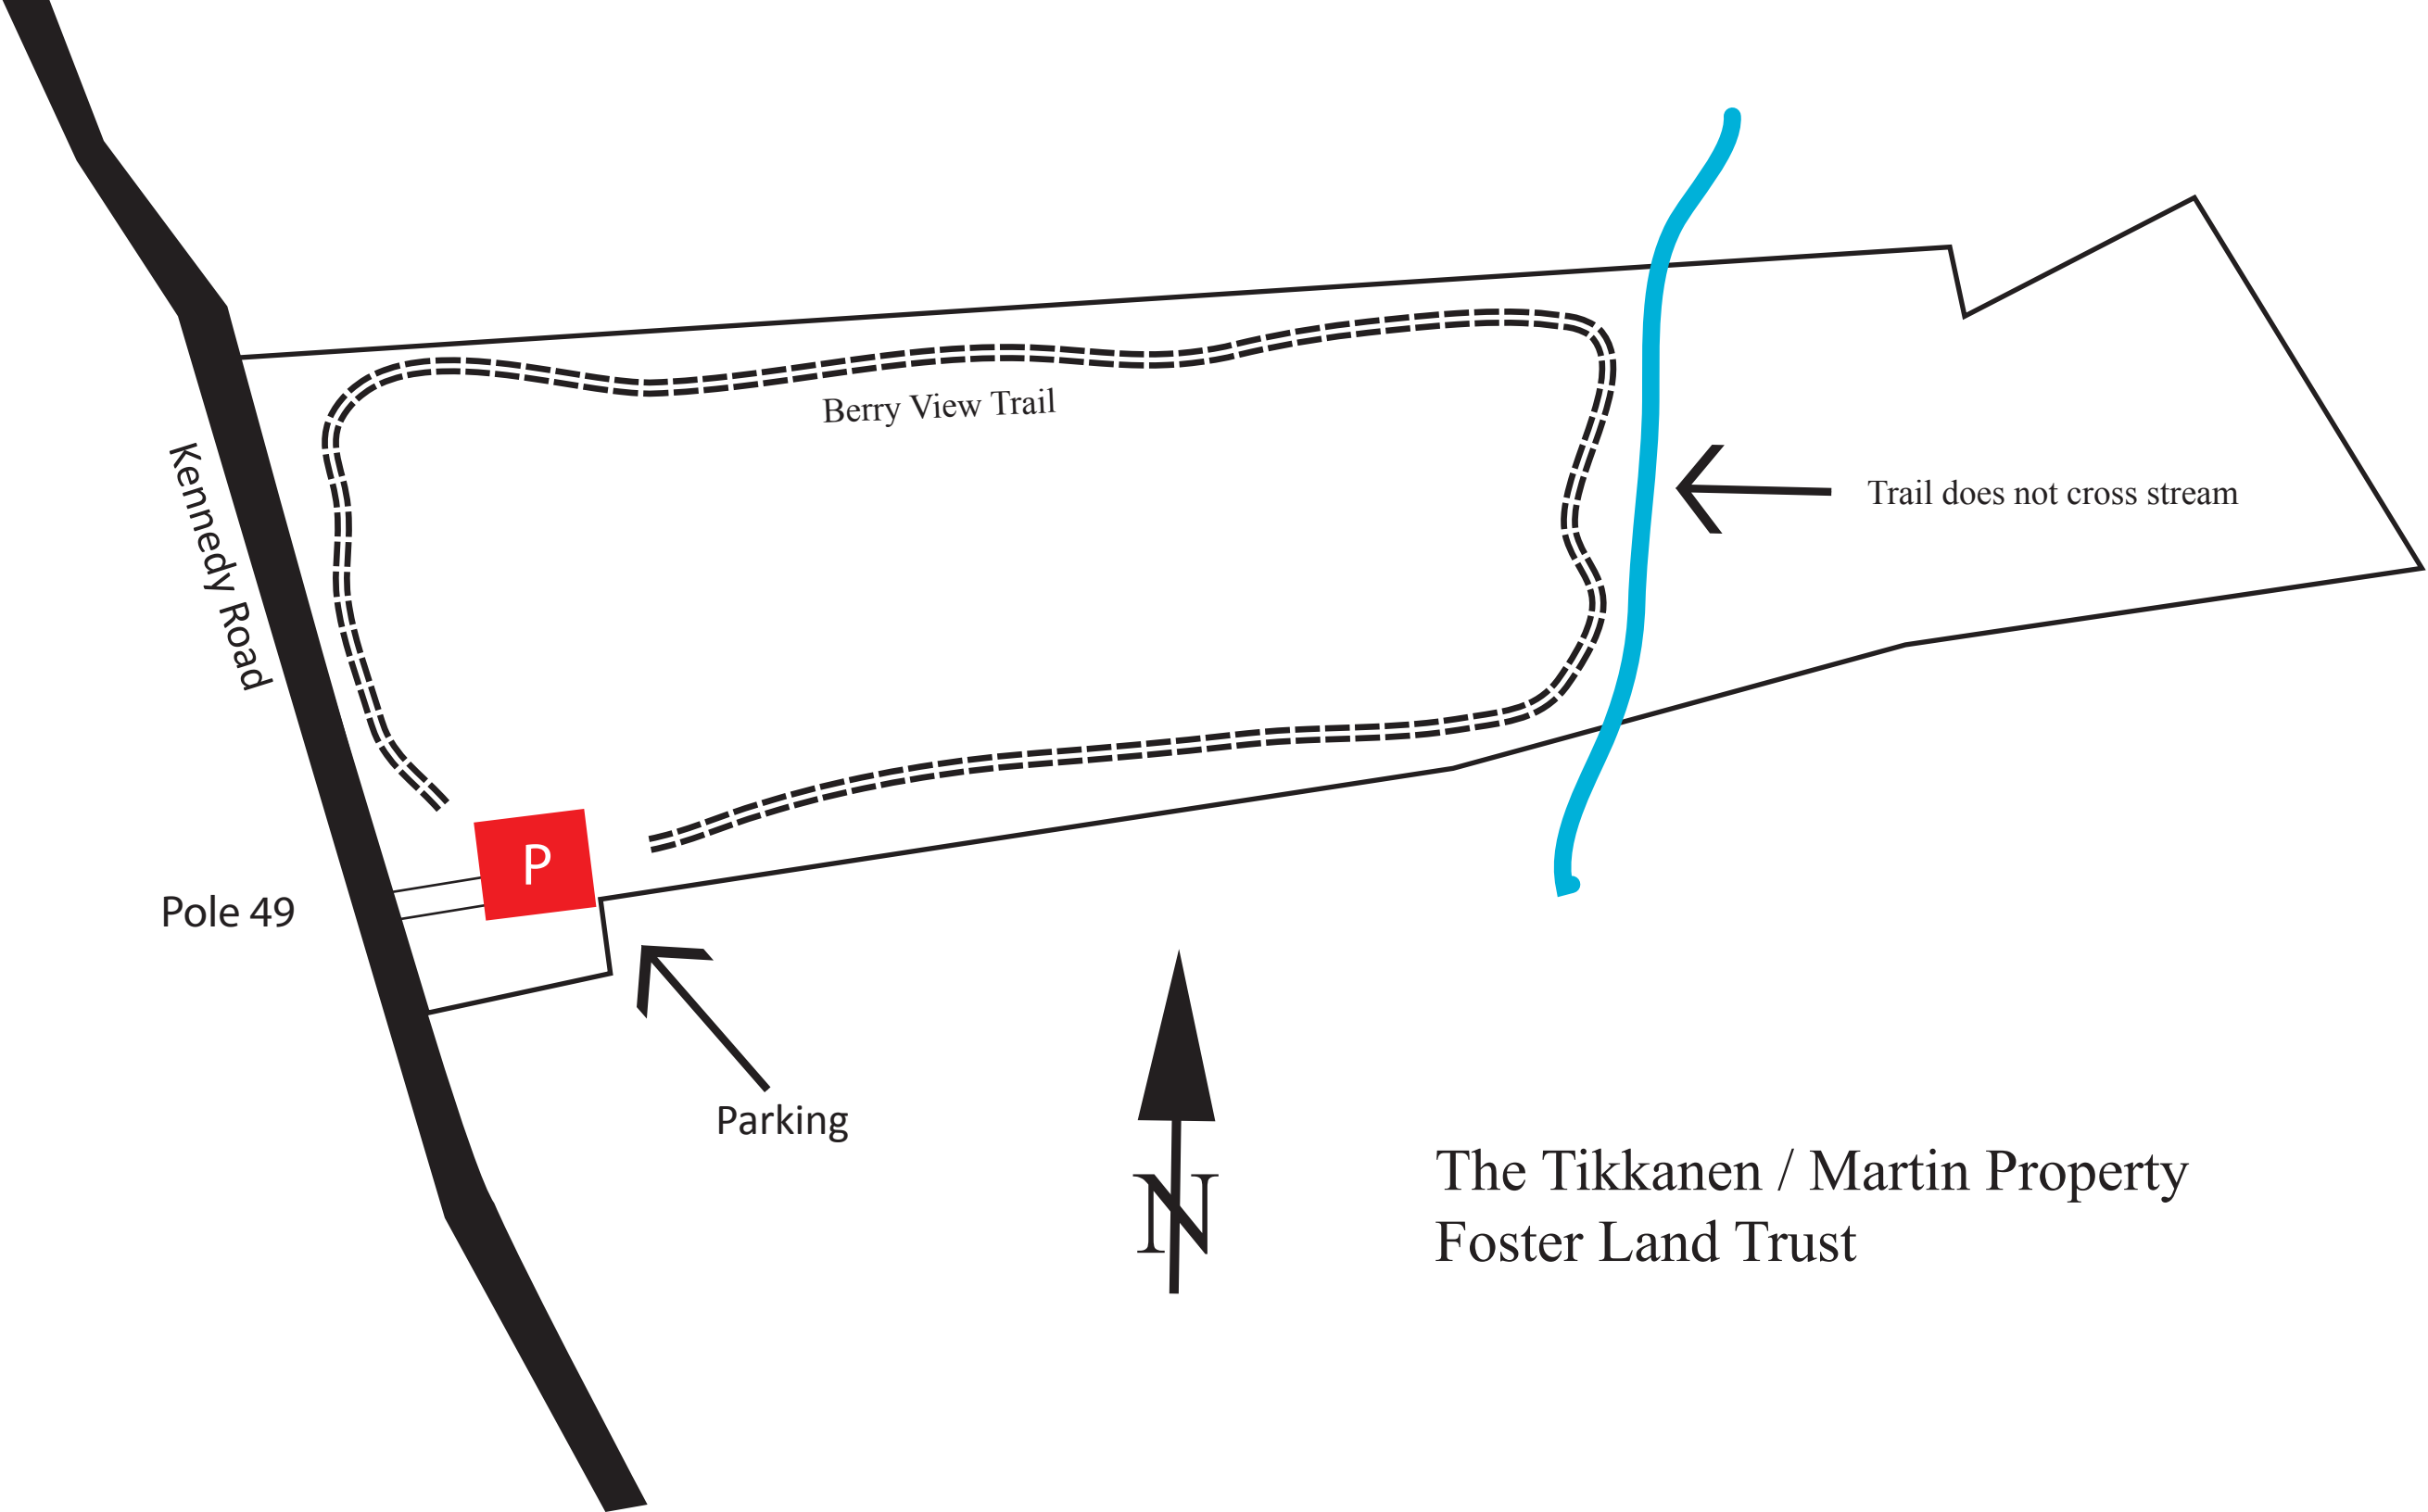 Berry View Trail
Kennedy Road
Trail does not cross stream
P
Pole 49
Parking
N
The Tikkanen / Martin Property
Foster Land Trust